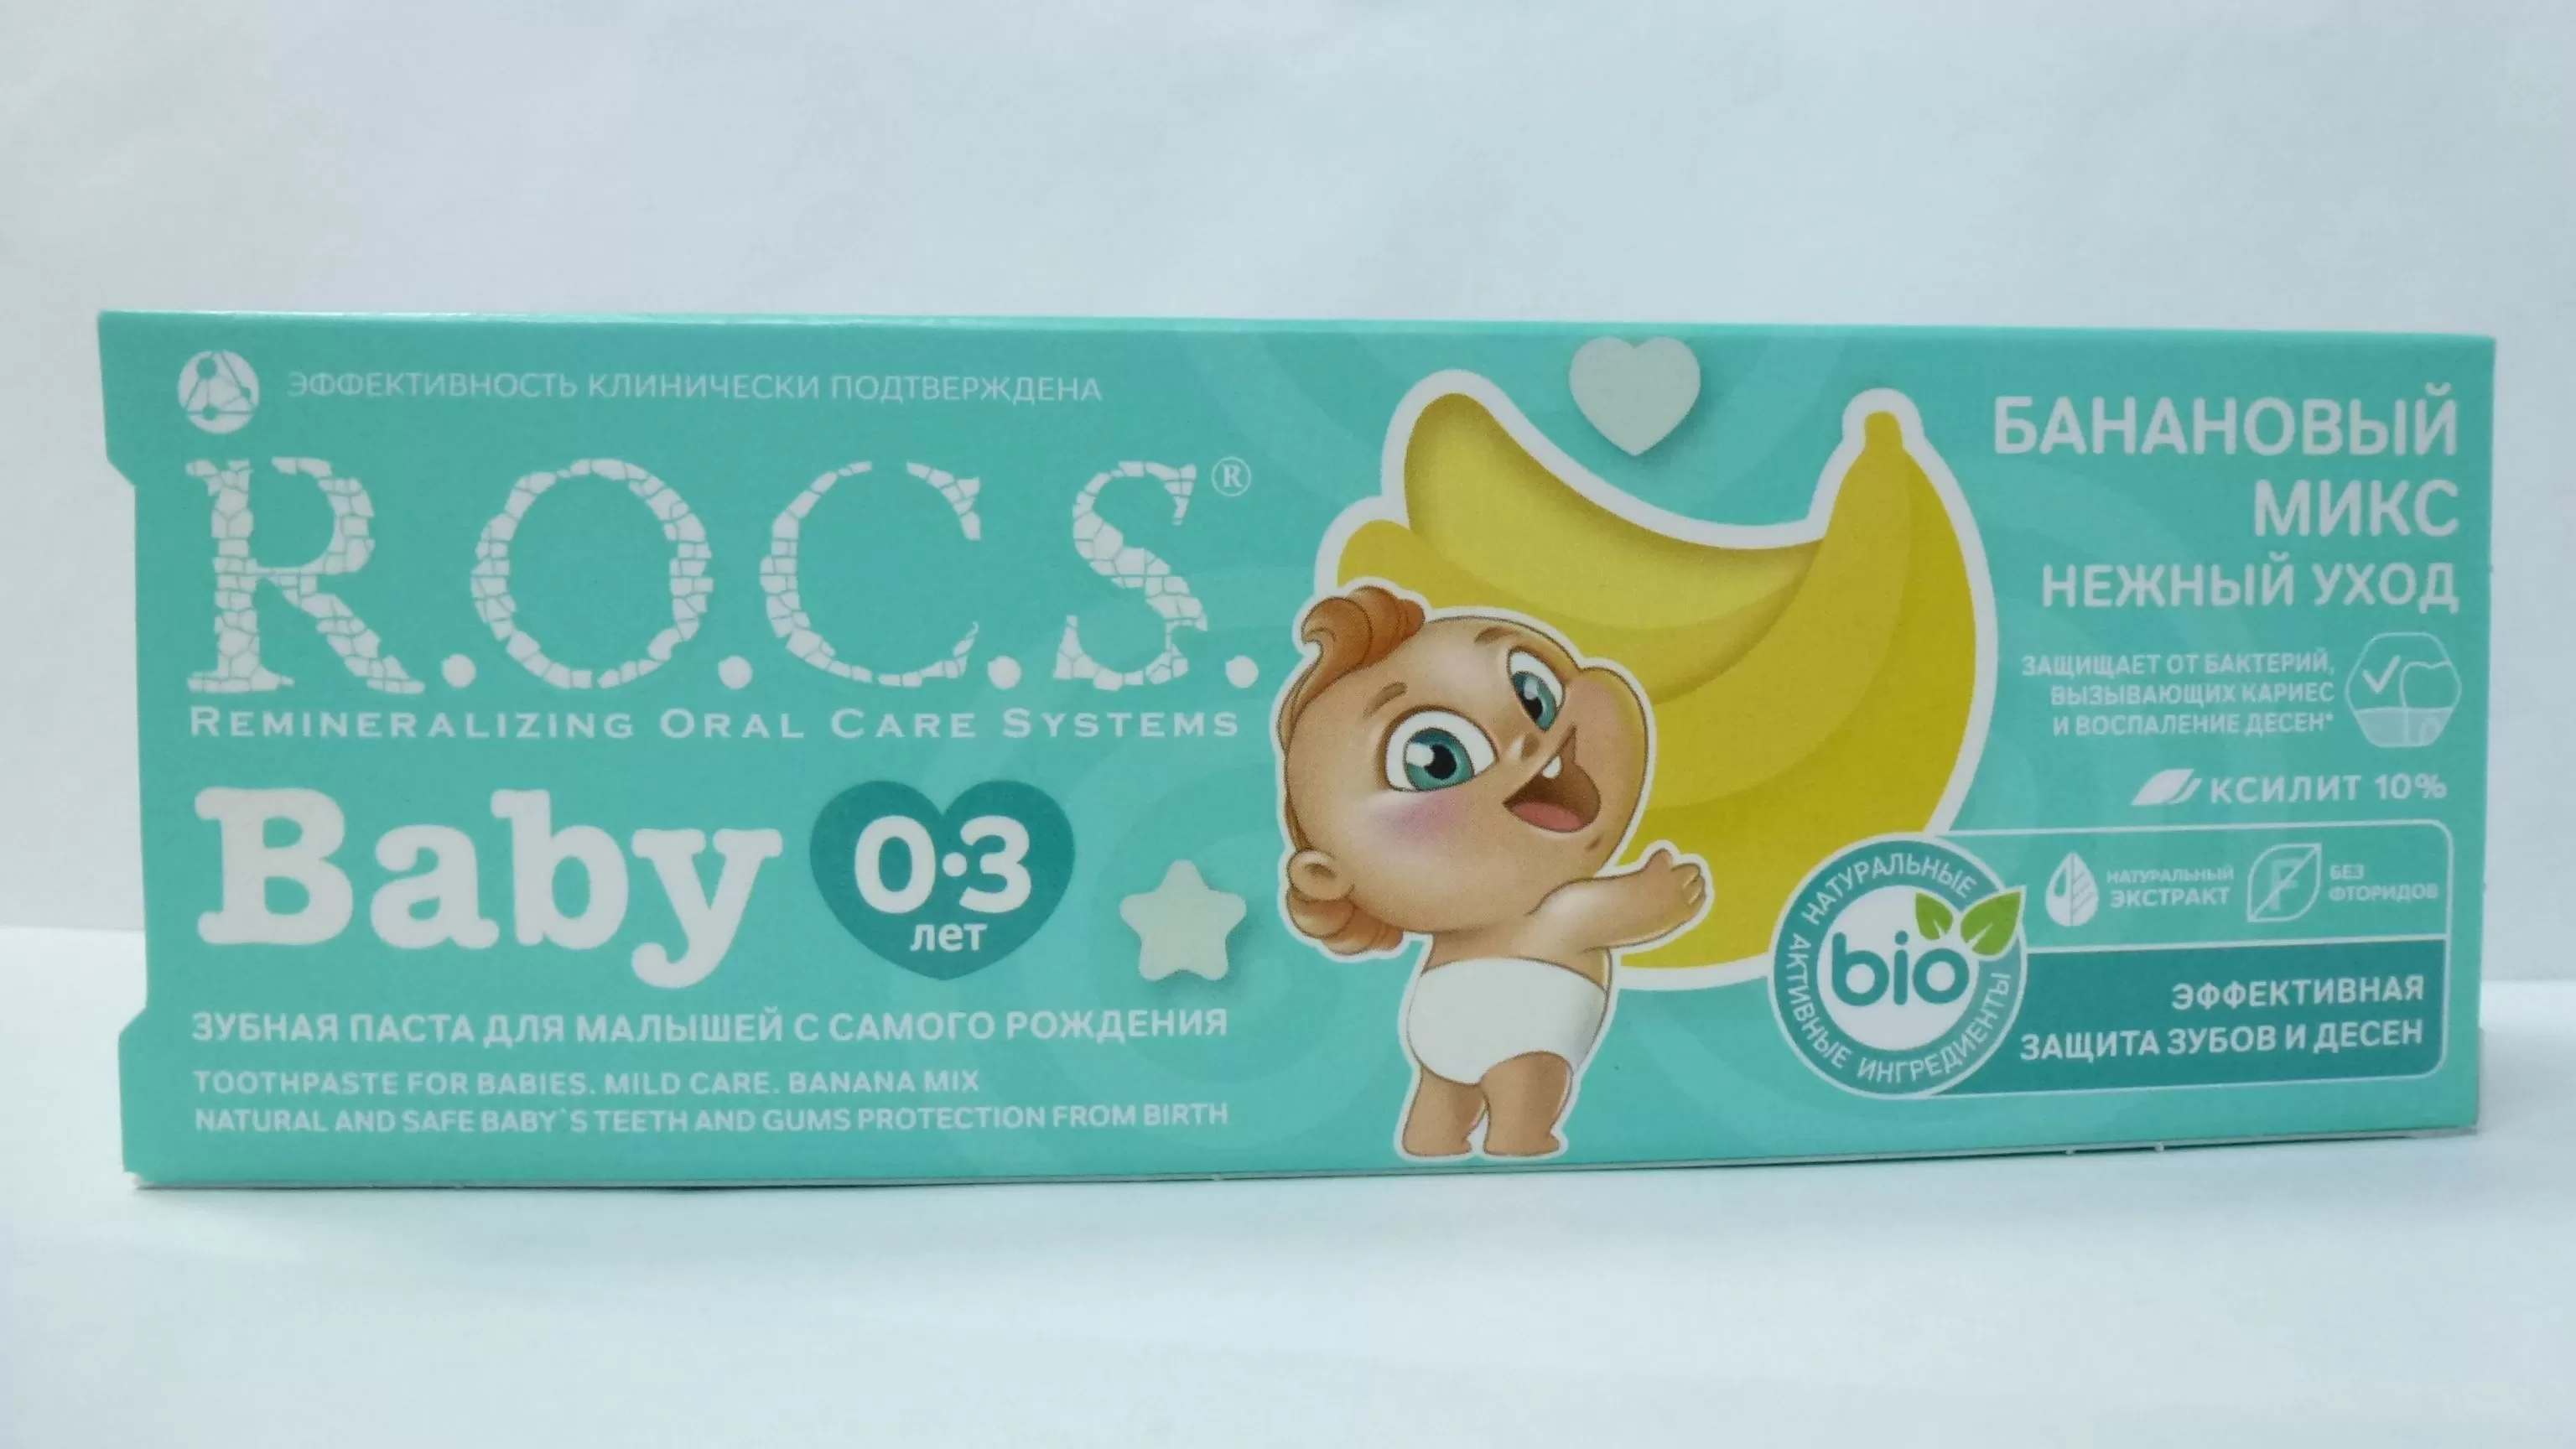 ЭФФЕКТИВНОСТЬ КЛИНИЧЕСКИ ПОДТВЕРЖДЕНА
R.O.C.S.®
REMINERALIZING ORAL CARE SYSTEMS
Baby
0-3
лет
ЗУБНАЯ ПАСТА ДЛЯ МАЛЫШЕЙ С САМОГО РОЖДЕНИЯ
TOOTHPASTE FOR BABIES. MILD CARE. BANANA MIX
NATURAL AND SAFE BABY`S TEETH AND GUMS PROTECTION FROM BIRTH
БАНАНОВЫЙ
МИКС
НЕЖНЫЙ УХОД
ЗАЩИЩАЕТ ОТ БАКТЕРИЙ,
ВЫЗЫВАЮЩИХ КАРИЕС
И ВОСПАЛЕНИЕ ДЕСЕН*
КСИЛИТ 10%
НАТУРАЛЬНЫЕ АКТИВНЫЕ ИНГРЕДИЕНТЫ
bio
НАТУРАЛЬНЫЙ
ЭКСТРАКТ
F
БЕЗ
ФТОРИДОВ
ЭФФЕКТИВНАЯ
ЗАЩИТА ЗУБОВ И ДЕСЕН